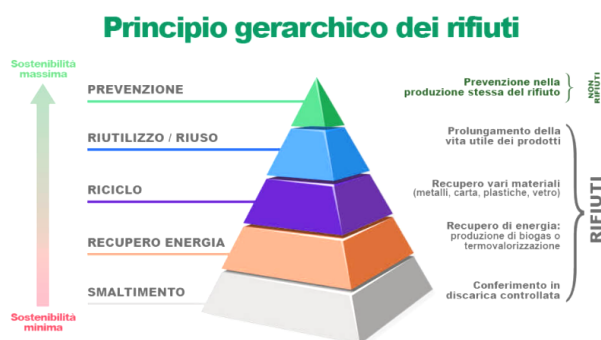 Principio gerarchico dei rifiuti
Sostenibilità
massima
PREVENZIONE
Prevenzione nella
produzione stessa del rifiuto
NON
RIFIUTI
RIUTILIZZO / RIUSO
Prolungamento della
vita utile dei prodotti
RICICLO
Recupero vari materiali
(metalli, carta, plastiche, vetro)
RIFIUTI
RECUPERO ENERGIA
Recupero di energia:
produzione di biogas o
termovalorizzazione
SMALTIMENTO
Conferimento in
discarica controllata
Sostenibilità
minima